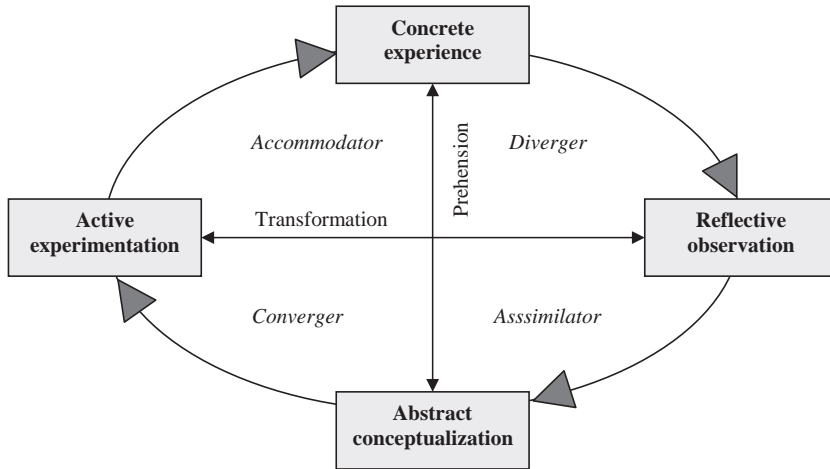 Concrete
experience
Accommodator
Prehension
Diverger
Active
experimentation
Transformation
Reflective
observation
Converger
Asssimilator
Abstract
conceptualization